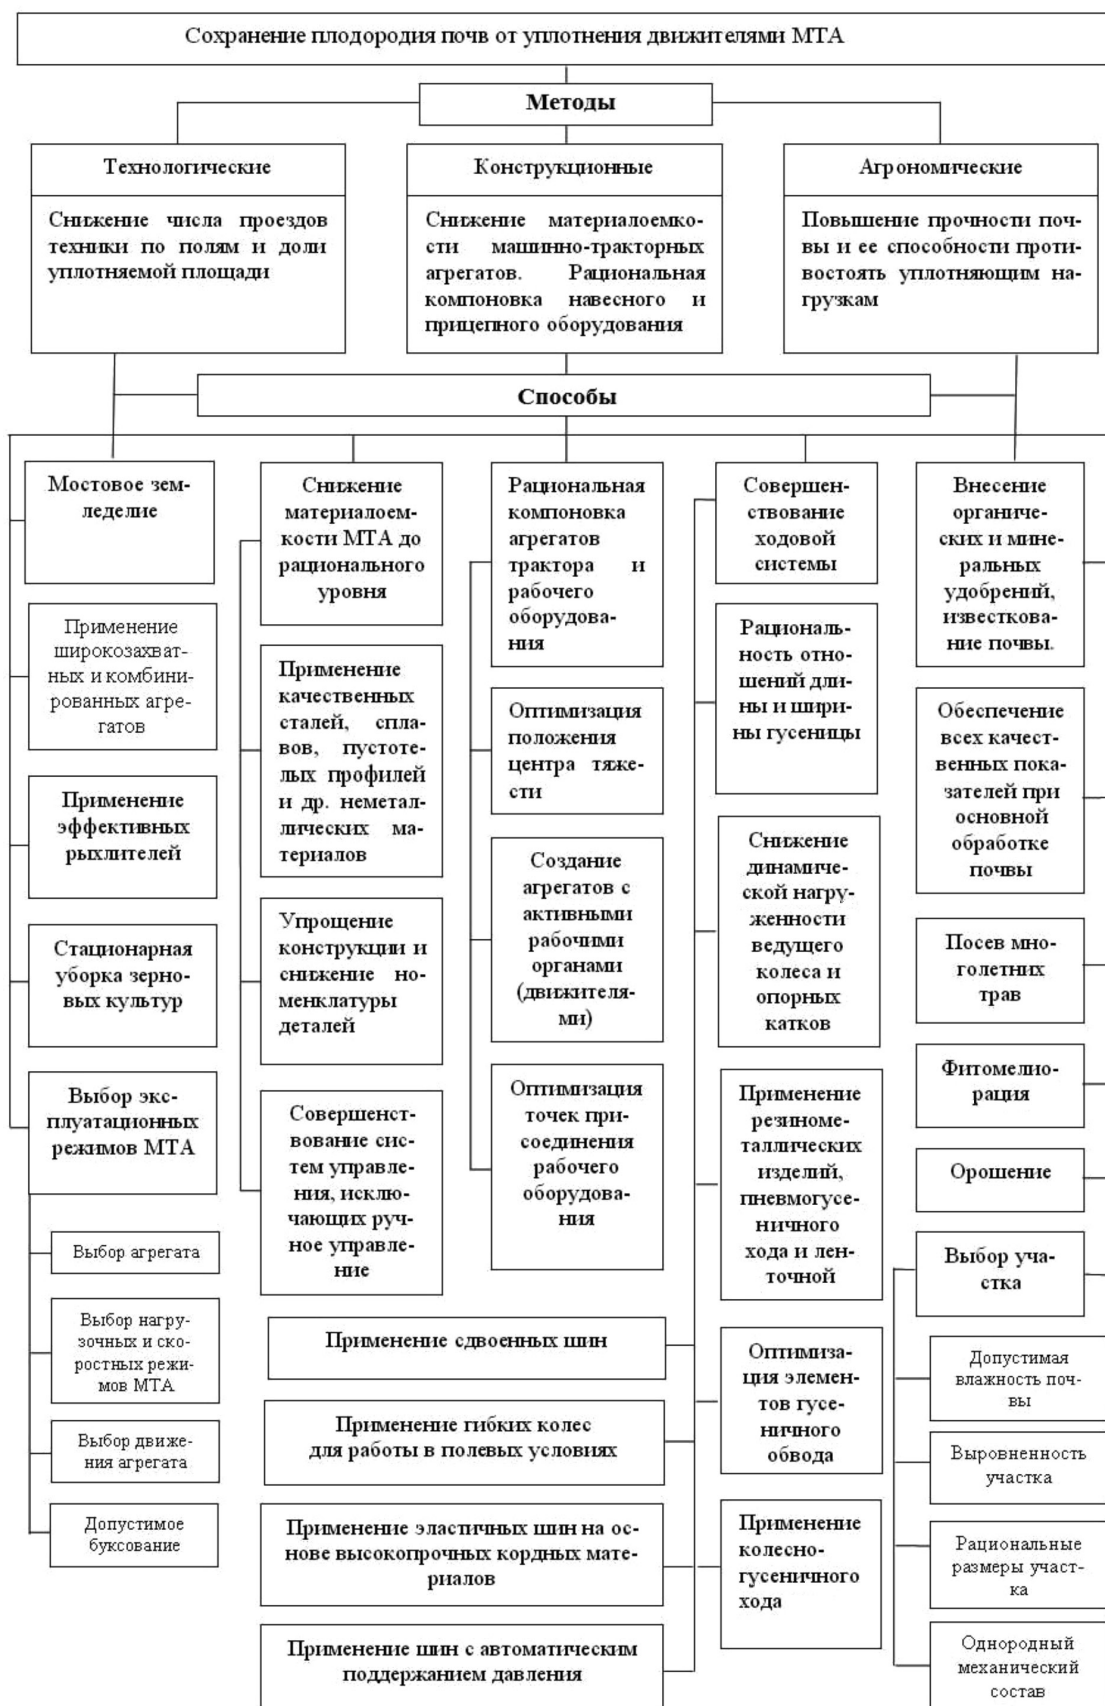 Сохранение плодородия почв от уплотнения движителями МТА
Методы
Технологические
Снижение числа проездов
техники по полям и доли
уплотняемой площади
Конструкционные
Снижение материалоемко-
сти машинно-тракторных
агрегатов. Рациональная
компоновка навесного и
прицепного оборудования
Агрономические
Повышение прочности поч-
вы и ее способности проти-
востоять уплотняющим на-
грузкам
Способы
Мостовое зем-
леделие
Применение
широкозахват-
ных и комбини-
рованных агре-
гатов
Применение
эффективных
рыхлителей
Стационарная
уборка зерно-
вых культур
Выбор экс-
плуатационных
режимов МТА
Выбор агрегата
Выбор нагру-
зочных и ско-
ростных режи-
мов МТА
Выбор движе-
ния агрегата
Допустимое
буксование
Снижение
материалоем-
кости МТА до
рационального
уровня
Применение
качественных
сталей, спла-
вов, пустоте-
лых профилей
и др. неметал-
лических ма-
териалов
Упрощение
конструкции и
снижение но-
менклатуры
деталей
Совершенст-
вование сис-
тем управле-
ния, исклю-
чающих руч-
ное управле-
ние
Рациональная
компоновка
агрегатов
трактора и
рабочего
оборудова-
ния
Оптимизация
положения
центра тяже-
сти
Создание
агрегатов с
активными
рабочими
органами
(движителя-
ми)
Оптимизация
точек при-
соединения
рабочего
оборудова-
ния
Совершен-
ствование
ходовой
системы
Рациональ-
ность отно-
шений дли-
ны и шири-
ны гусеницы
Снижение
динамиче-
ской нагру-
женности
ведущего
колеса и
опорных
катков
Применение
резиноме-
таллических
изделий,
пневмогусе-
ничного
хода и лен-
точной
Оптимиза-
ция элемен-
тов гусе-
ничного
обвода
Применение
колесно-
гусеничного
хода
Применение сдвоенных шин
Применение гибких колес
для работы в полевых условиях
Применение эластичных шин на ос-
нове высокопрочных кордных мате-
риалов
Применение шин с автоматическим
поддержанием давления
Внесение
органиче-
ских и мине-
ральных
удобрений,
известкова-
ние почвы.
Обеспечение
всех качест-
венных пока-
зателей при
основной
обработке
почвы
Посев мно-
голетних
трав
Фитомелио-
рация
Орошение
Выбор уча-
стка
Допустимая
влажность поч-
вы
Выровненность
участка
Рациональные
размеры участ-
ка
Однородный
механический
состав